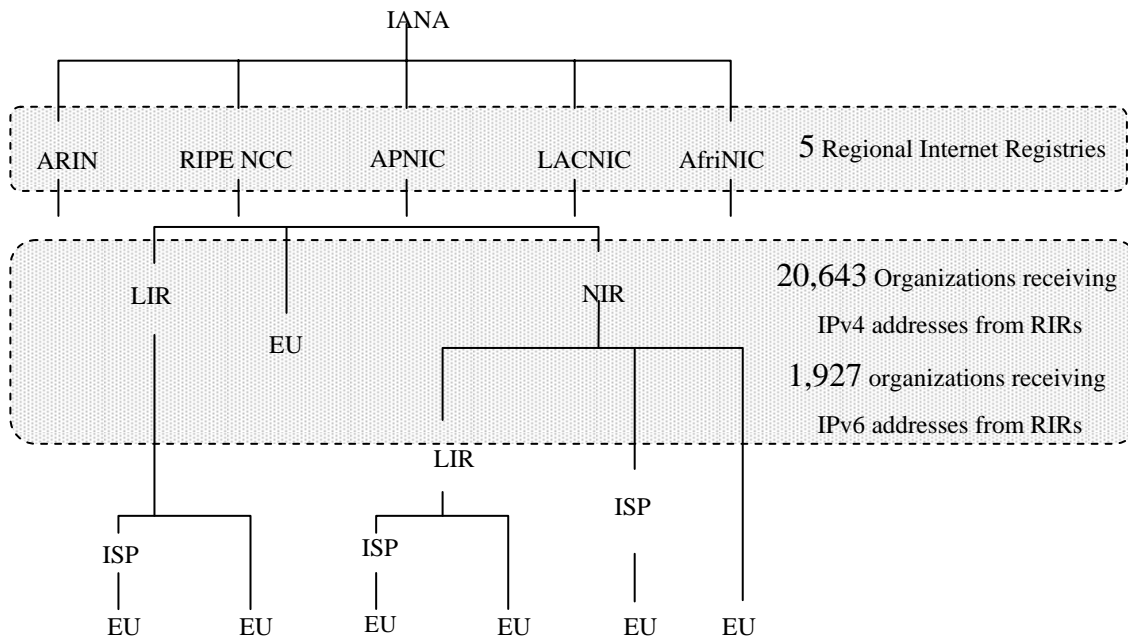 IANA
ARIN RIPE NCC APNIC LACNIC AfriNIC 5 Regional Internet Registries
20,643 Organizations receiving
LIR NIR
IPv4 addresses from RIRs
EU
1,927 organizations receiving
IPv6 addresses from RIRs
LIR
ISP
ISP ISP
EU EU EU EU EU EU